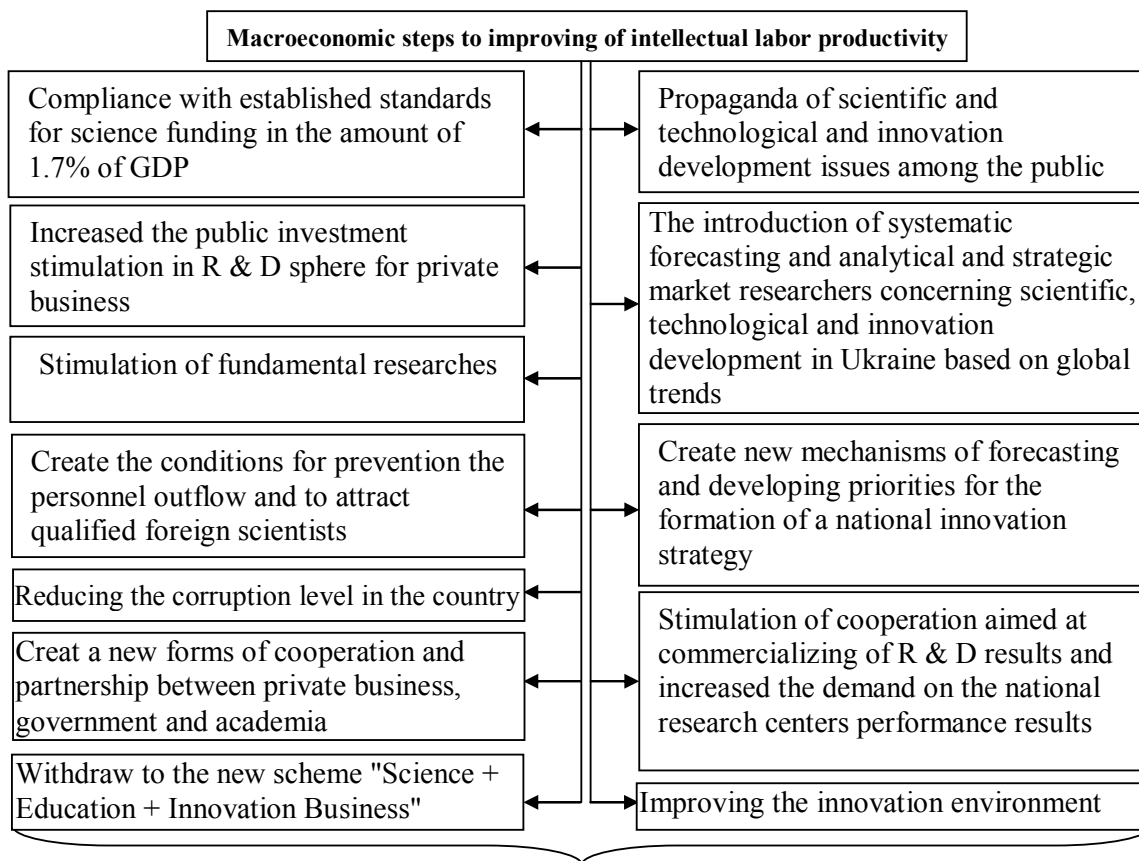 Macroeconomic steps to improving of intellectual labor productivity
Compliance with established standards
for science funding in the amount of
1.7% of GDP
Increased the public investment
stimulation in R & D sphere for private
business
Stimulation of fundamental researches
Create the conditions for prevention the
personnel outflow and to attract
qualified foreign scientists
Reducing the corruption level in the country
Creat a new forms of cooperation and
partnership between private business,
government and academia
Withdraw to the new scheme "Science +
Education + Innovation Business"
Propaganda of scientific and
technological and innovation
development issues among the public
The introduction of systematic
forecasting and analytical and strategic
market researchers concerning scientific,
technological and innovation
development in Ukraine based on global
trends
Create new mechanisms of forecasting
and developing priorities for the
formation of a national innovation
strategy
Stimulation of cooperation aimed at
commercializing of R & D results and
increased the demand on the national
research centers performance results
Improving the innovation environment